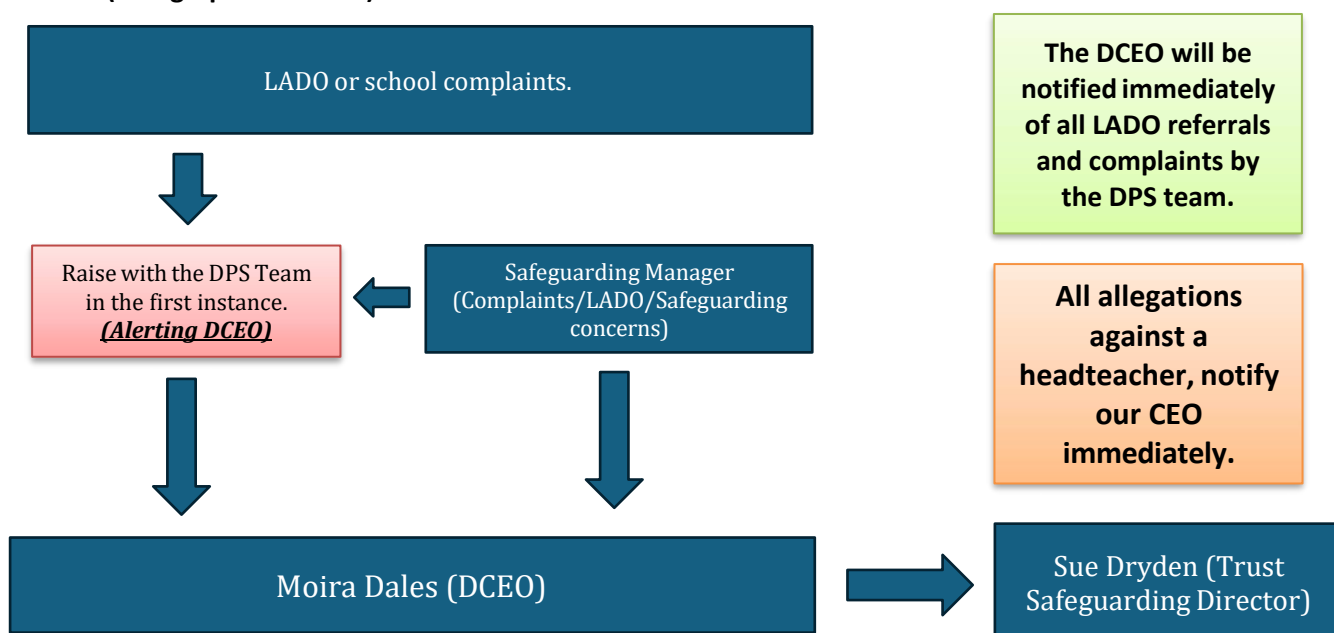 LADO or school complaints.
The DCEO will be
notified immediately
of all LADO referrals
and complaints by
the DPS team.
Raise with the DPS Team
in the first instance.
(Alerting DCEO)
Safeguarding Manager
(Complaints/LADO/Safeguarding
concerns)
All allegations
against a
headteacher, notify
our CEO
immediately.
Moira Dales (DCEO)
Sue Dryden (Trust
Safeguarding Director)